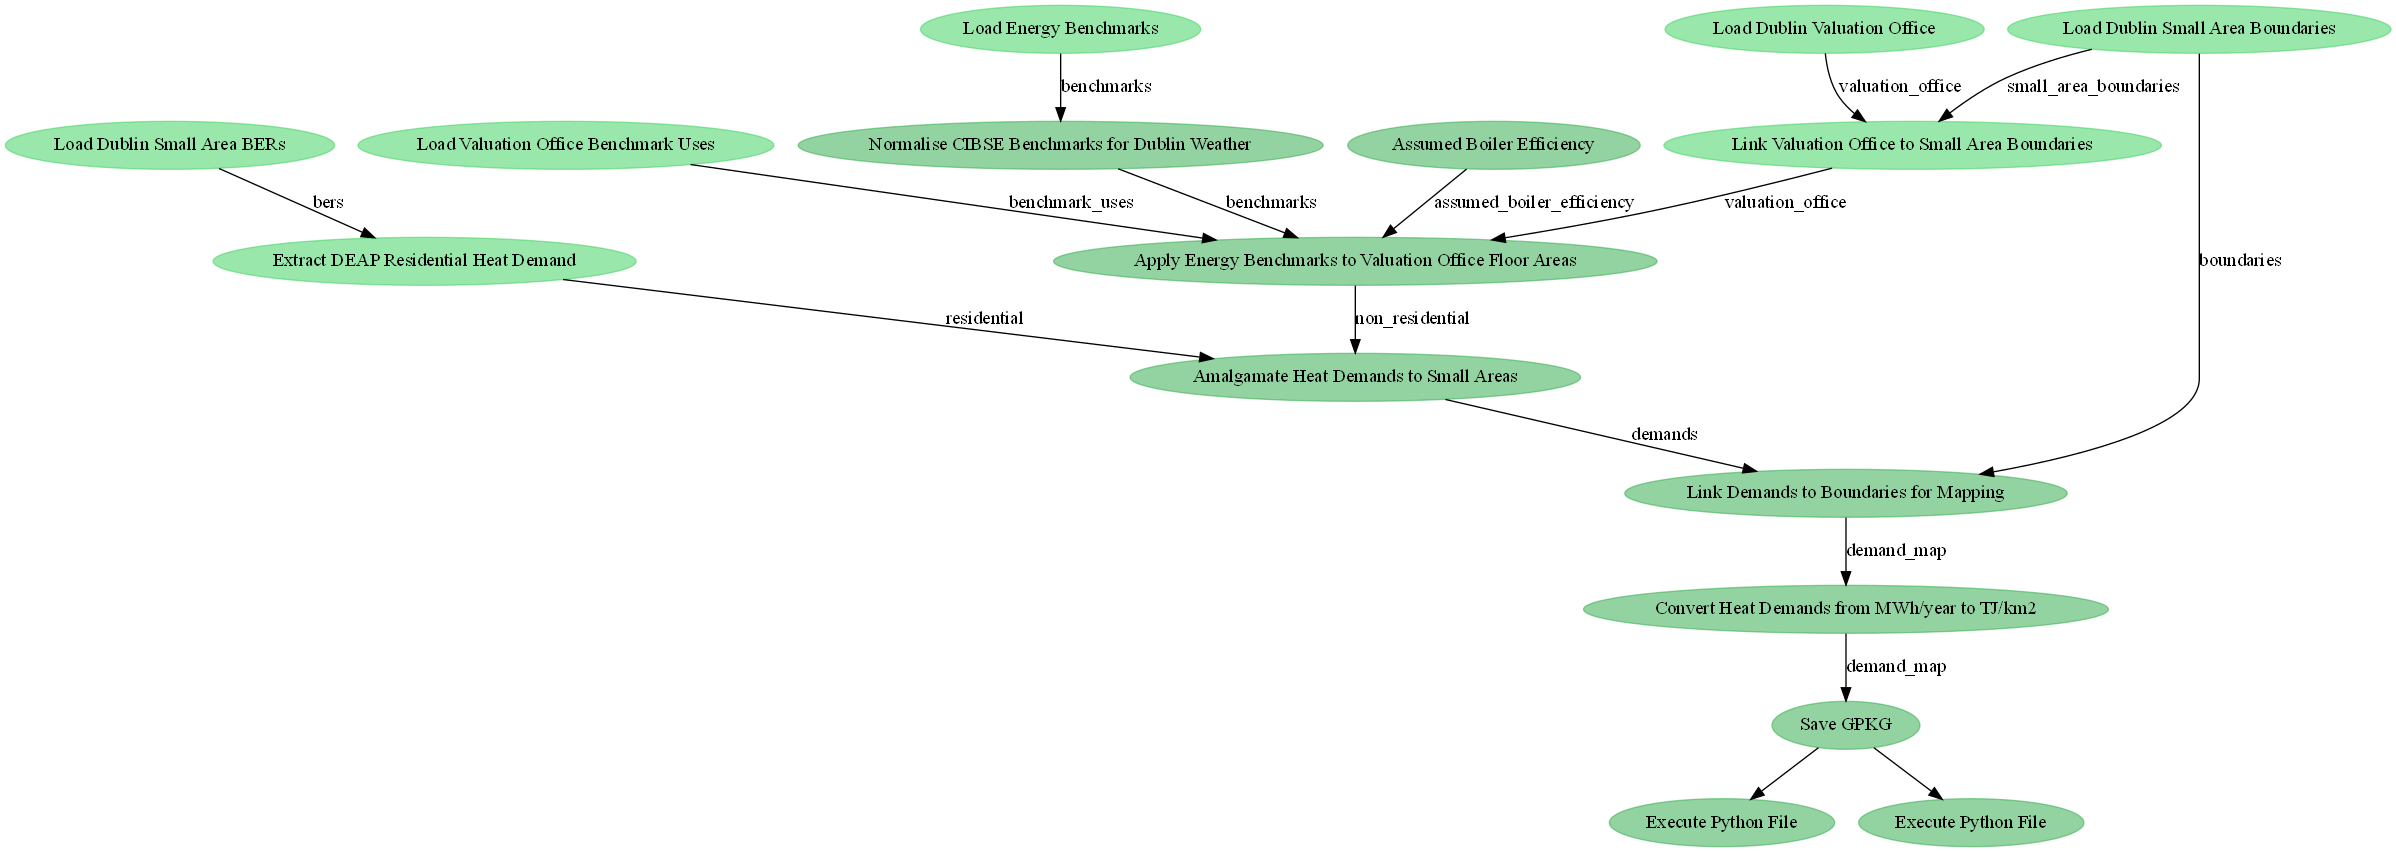 Load Energy Benchmarks
Load Dublin Valuation Office
Load Dublin Small Area Boundaries
benchmarks
valuation_office
small_area_boundaries
Load Dublin Small Area BERs
Load Valuation Office Benchmark Uses
Normalise CIBSE Benchmarks for Dublin Weather
Assumed Boiler Efficiency
Link Valuation Office to Small Area Boundaries
bers
benchmark_uses
benchmarks
assumed_boiler_efficiency
valuation_office
Extract DEAP Residential Heat Demand
Apply Energy Benchmarks to Valuation Office Floor Areas
boundaries
residential
non_residential
Amalgamate Heat Demands to Small Areas
demands
Link Demands to Boundaries for Mapping
demand_map
Convert Heat Demands from MWh/year to TJ/km2
demand_map
Save GPKG
Execute Python File
Execute Python File